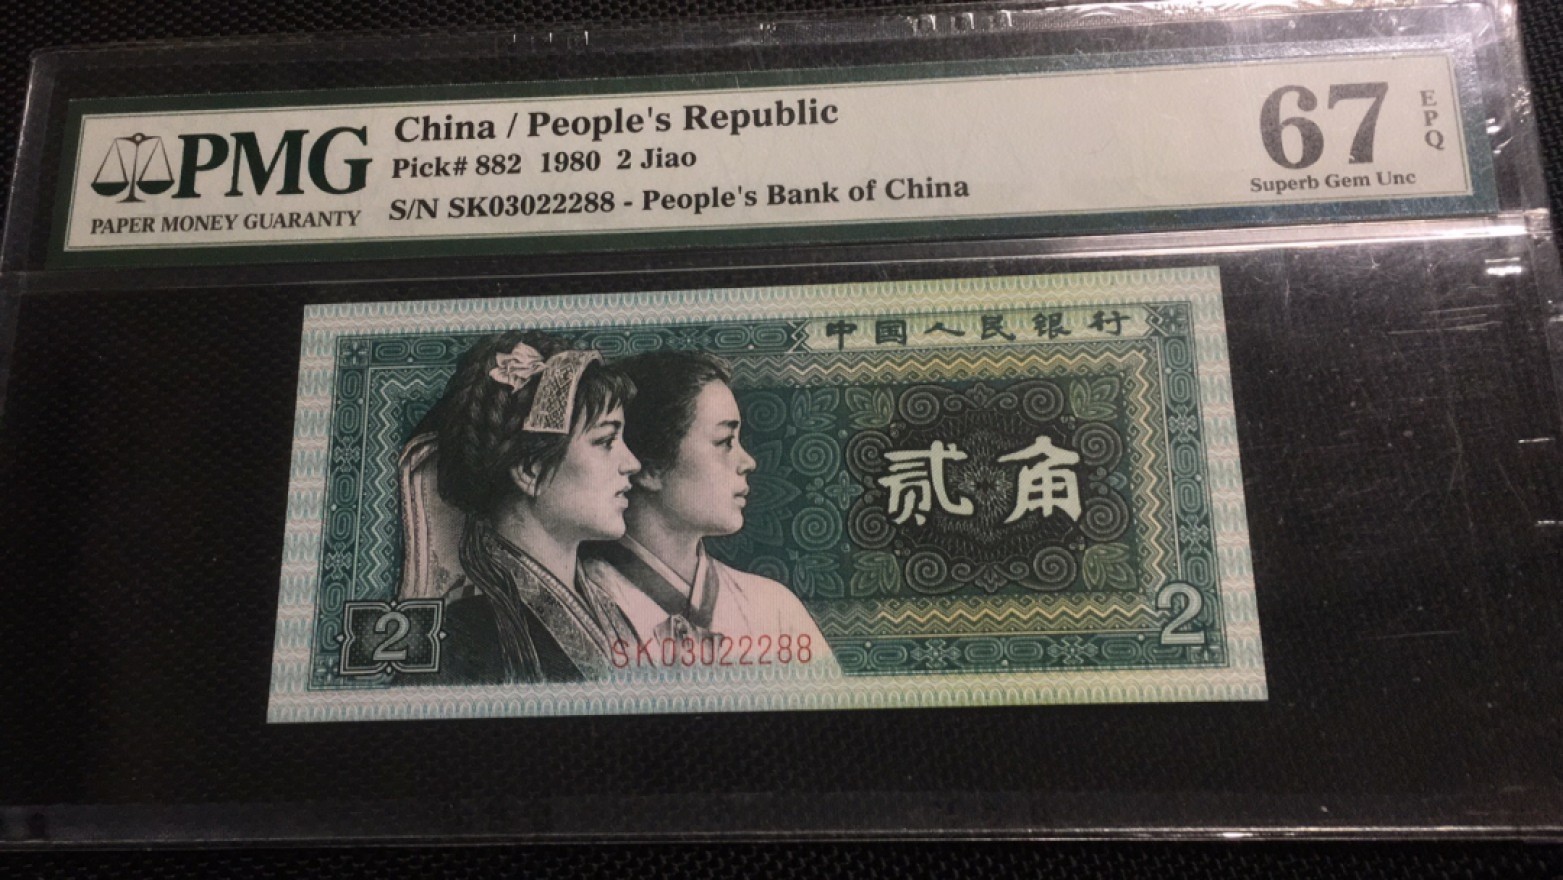 PMG
PAPER MONEY GUARANTY
China / People's Republic
Pick# 882 1980 2 Jiao
S/N SK03022288 - People's Bank of China
67
EPQ
Superb Gem Unc
中国人民银行
贰角
2
2
SK03022288